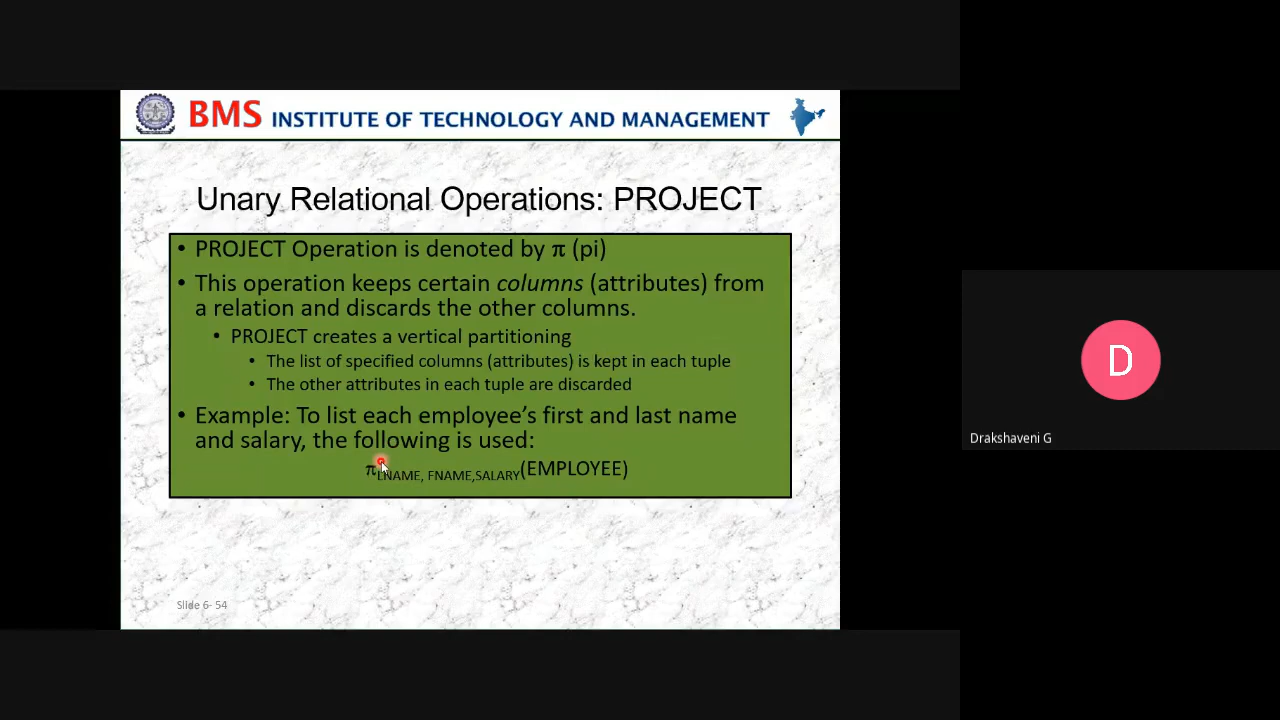 BMS INSTITUTE OF TECHNOLOGY AND MANAGEMENT
Unary Relational Operations: PROJECT
• PROJECT Operation is denoted by π (pi)
• This operation keeps certain columns (attributes) from
a relation and discards the other columns.
• PROJECT creates a vertical partitioning
• The list of specified columns (attributes) is kept in each tuple
• The other attributes in each tuple are discarded
• Example: To list each employee’s first and last name
and salary, the following is used:
πLNAME, FNAME,SALARY(EMPLOYEE)
Slide 6- 54
D
Drakshaveni G